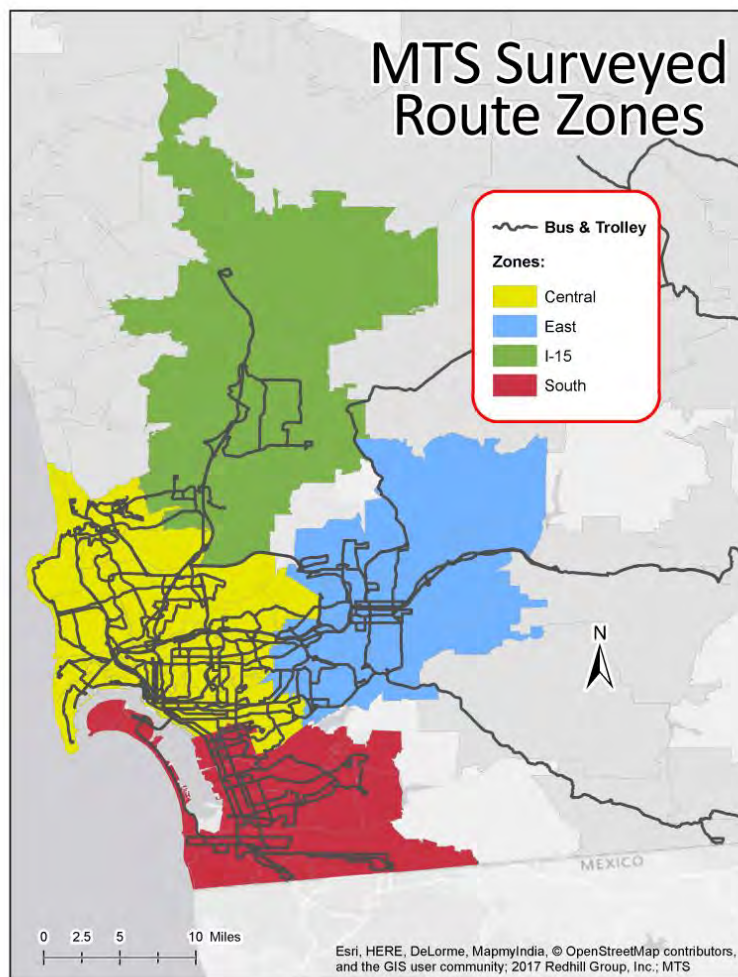 MTS Surveyed
Route Zones
Bus & Trolley
Zones:
Central
East
I-15
South
N
MEXICO
0 2.5 5 10 Miles
Esri, HERE, DeLorme, MapmyIndia, © OpenStreetMap contributors,
and the GIS user community; 2017 Redhill Group, Inc.; MTS